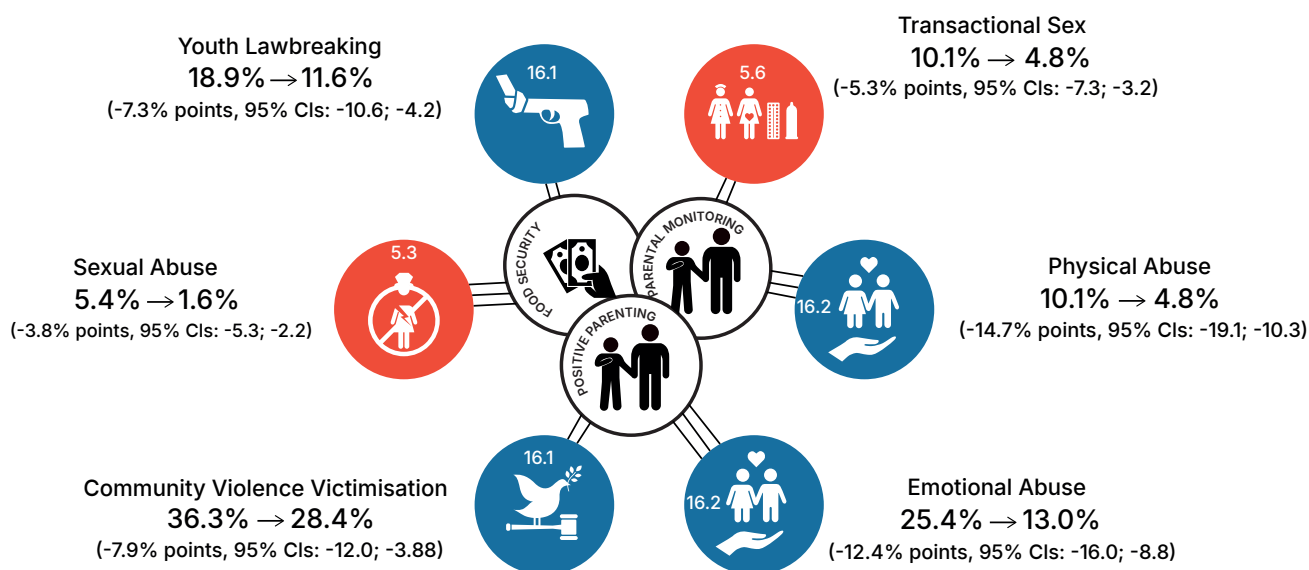 Youth Lawbreaking
18.9% → 11.6%
(-7.3% points, 95% CIs: -10.6; -4.2)
16.1
Transactional Sex
10.1% → 4.8%
(-5.3% points, 95% CIs: -7.3; -3.2)
5.6
Sexual Abuse
5.4% → 1.6%
(-3.8% points, 95% CIs: -5.3; -2.2)
5.3
FOOD SECURITY
PARENTAL MONITORING
POSITIVE PARENTING
16.2
Physical Abuse
10.1% → 4.8%
(-14.7% points, 95% CIs: -19.1; -10.3)
Community Violence Victimisation
36.3% → 28.4%
(-7.9% points, 95% CIs: -12.0; -3.88)
16.1
16.2
Emotional Abuse
25.4% → 13.0%
(-12.4% points, 95% CIs: -16.0; -8.8)